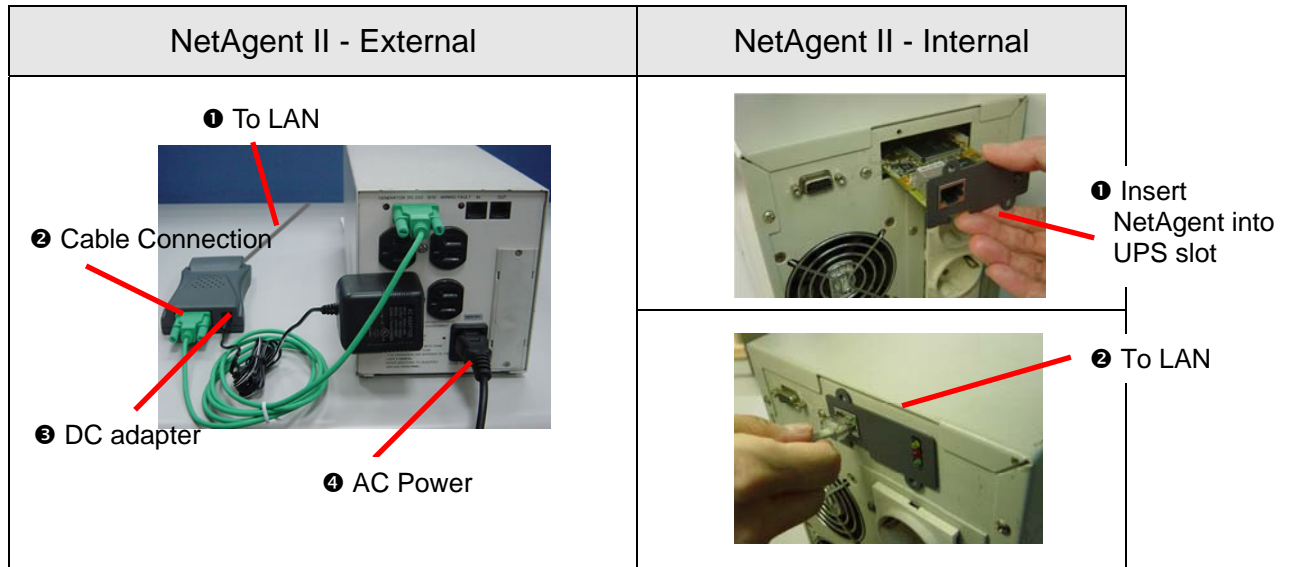 NetAgent II - External
NetAgent II - Internal
❶ To LAN
❷ Cable Connection
❸ DC adapter
❹ AC Power
❶ Insert
NetAgent into
UPS slot
❷ To LAN